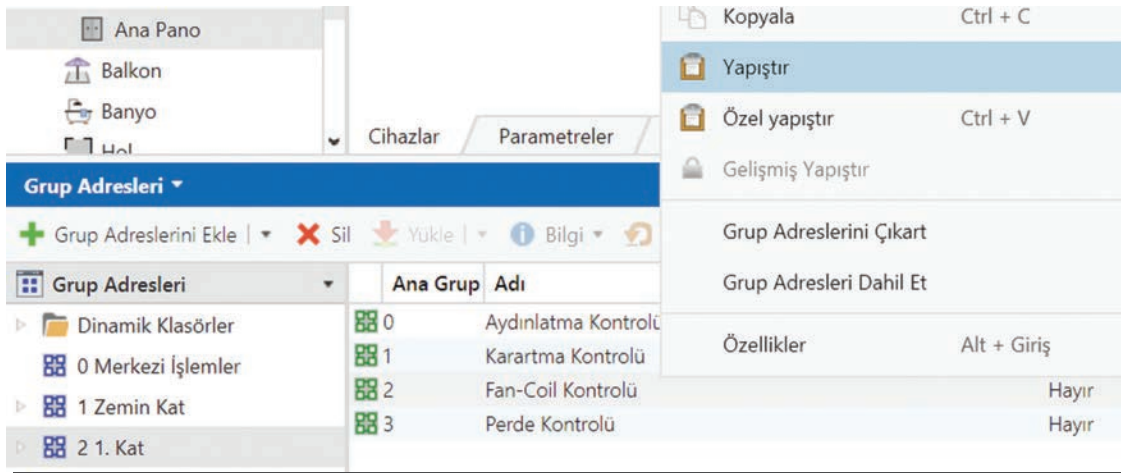 Ana Pano
Balkon
Banyo
Hol
Cihazlar
Parametreler
Kopyala Ctrl + C
Yapıştır
Özel yapıştır Ctrl + V
Gelişmiş Yapıştır
Grup Adreslerini Çıkart
Grup Adresleri Dahil Et
Özellikler Alt + Giriş
Grup Adresleri
Grup Adreslerini Ekle Sil Yükle Bilgi
Grup Adresleri
Dinamik Klasörler
0 Merkezi İşlemler
1 Zemin Kat
2 1. Kat
Ana Grup Adı
0 Aydınlatma Kontrolü
1 Karartma Kontrolü
2 Fan-Coil Kontrolü Hayır
3 Perde Kontrolü Hayır